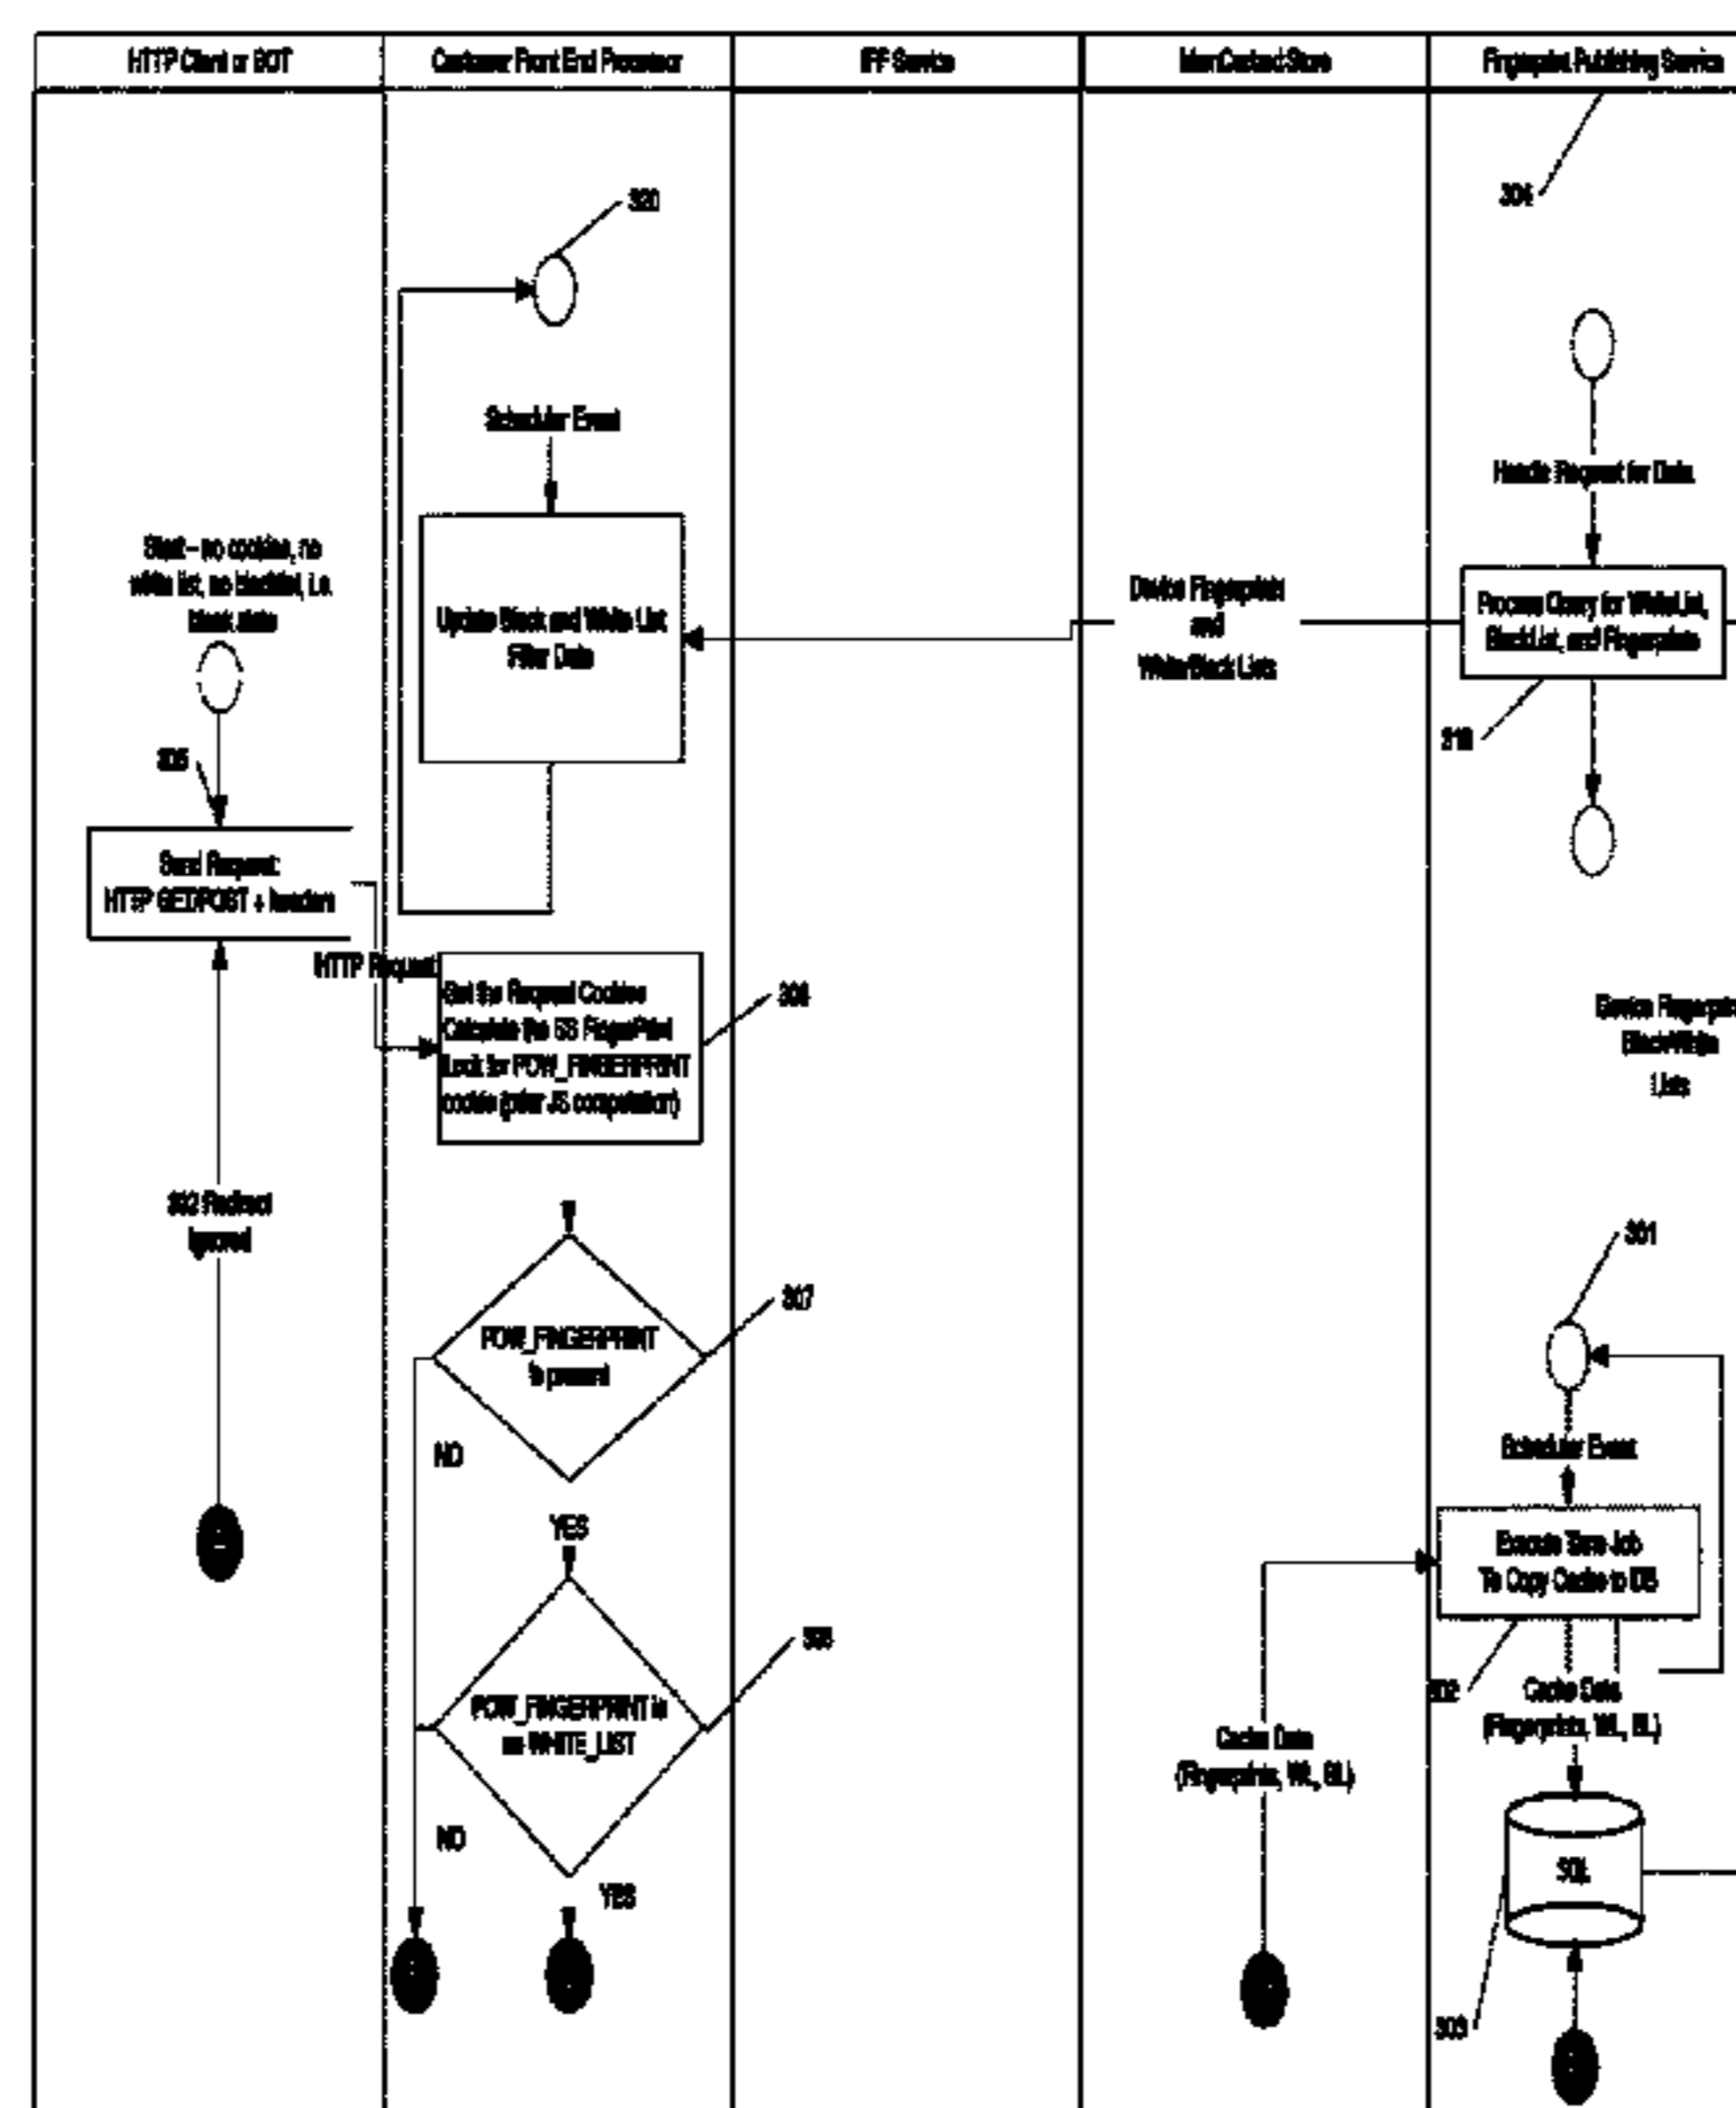 HTTP Client or BOT
Customer Front End Processor
IFF Service
MemCached Store
Fingerprint Publishing Service
304
320
Scheduler Event
Handle Request for Data
Start - no cookies, no
white list, no blacklist, i.e.
blank slate
Update Black and White List
Filter Data
Device Fingerprints
and
White/Black Lists
Process Query for WhiteList,
BlackList, and Fingerprints
305
Send Request:
HTTP GET/POST + headers
HTTP Request
Get the Request Cookies
Calculate the SS FingerPrint
Look for POW_FINGERPRINT
cookie (prior JS computation)
Device Fingerprints
Black/White
Lists
302 Redirect
Ignored
301
307
POW_FINGERPRINT
is present
NO
YES
Scheduler Event
Execute Store Job
To Copy Cache to DB
302
Cache Data
(Fingerprints, WL, BL)
POW_FINGERPRINT is
on WHITE_LIST
NO
YES
Cache Data
(Fingerprints, WL, BL)
SQL
303